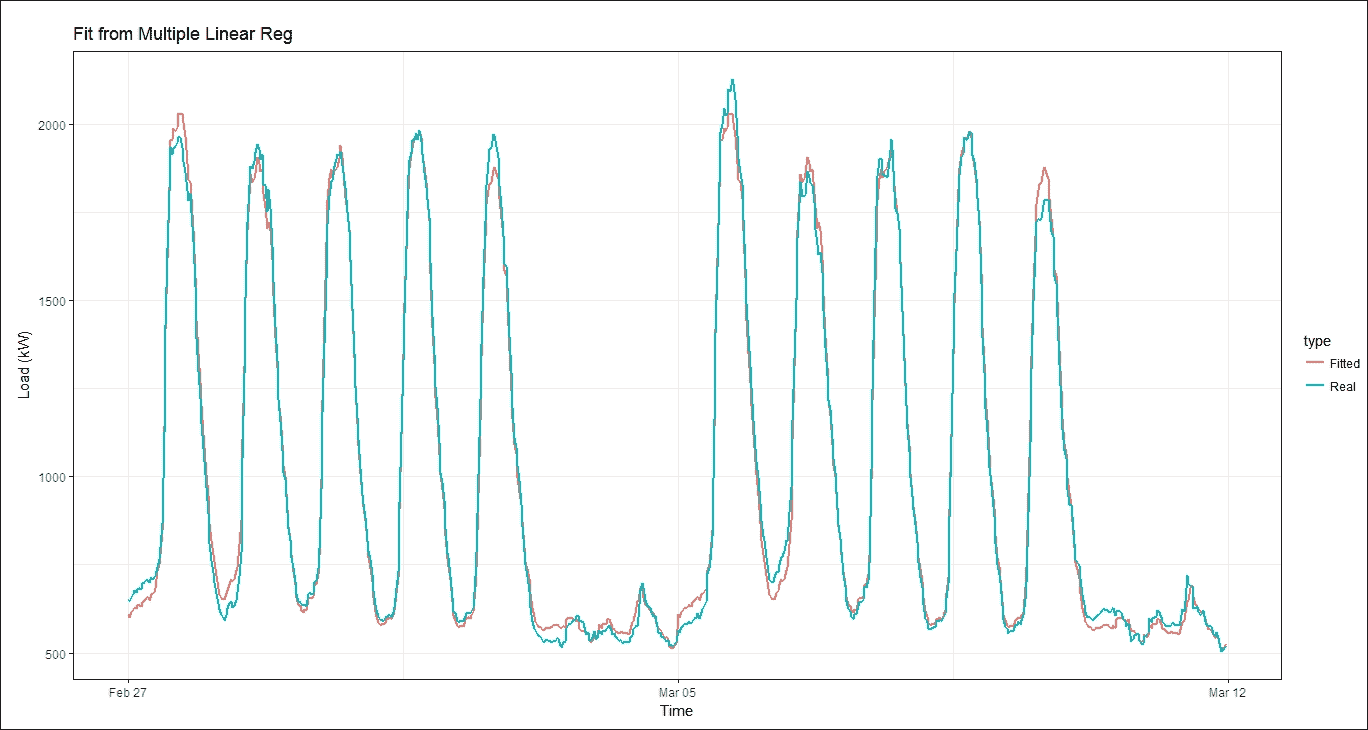 Fit from Multiple Linear Reg
2000
1500
1000
500
Load (kW)
Feb 27
Mar 05
Mar 12
Time
type
Fitted
Real